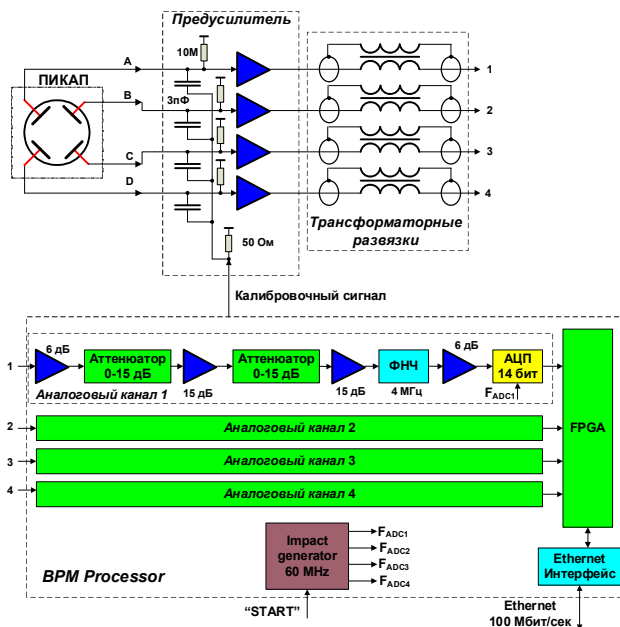 Предусилитель
10М
А
1
ПИКАП
В
3пФ
2
С
3
D
4
50 Ом
Трансформаторные
развязки
Калибровочный сигнал
6 дБ
6 дБ
1
Аттенюатор
0-15 дБ
Аттенюатор
0-15 дБ
ФНЧ
АЦП
14 бит
15 дБ
15 дБ
4 МГц
FADC1
Аналоговый канал 1
FPGA
2
Аналоговый канал 2
3
Аналоговый канал 3
4
Аналоговый канал 4
Impact
generator
60 MHz
FADC1
FADC2
FADC3
FADC4
BPM Processor
Ethernet
Интерфейс
“START”
Ethernet
100 Мбит/сек